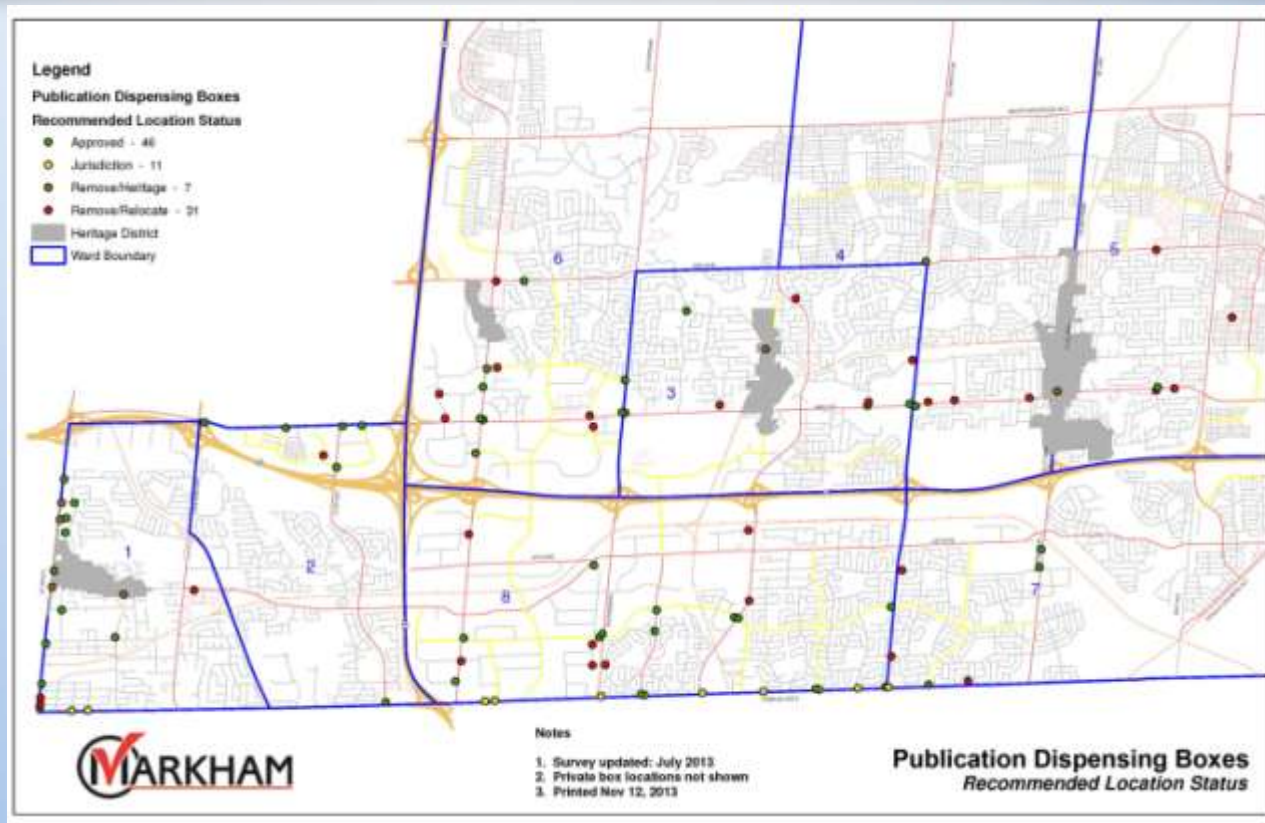 Legend
Publication Dispensing Boxes
Recommended Location Status
Approved - 46
Jurisdiction - 11
Remove/Heritage - 7
Remove/Relocate - 31
Heritage District
Ward Boundary
6
4
5
3
1
2
8
7
MARKHAM
Notes
1. Survey updated: July 2013
2. Private box locations not shown
3. Printed Nov 12, 2013
Publication Dispensing Boxes
Recommended Location Status